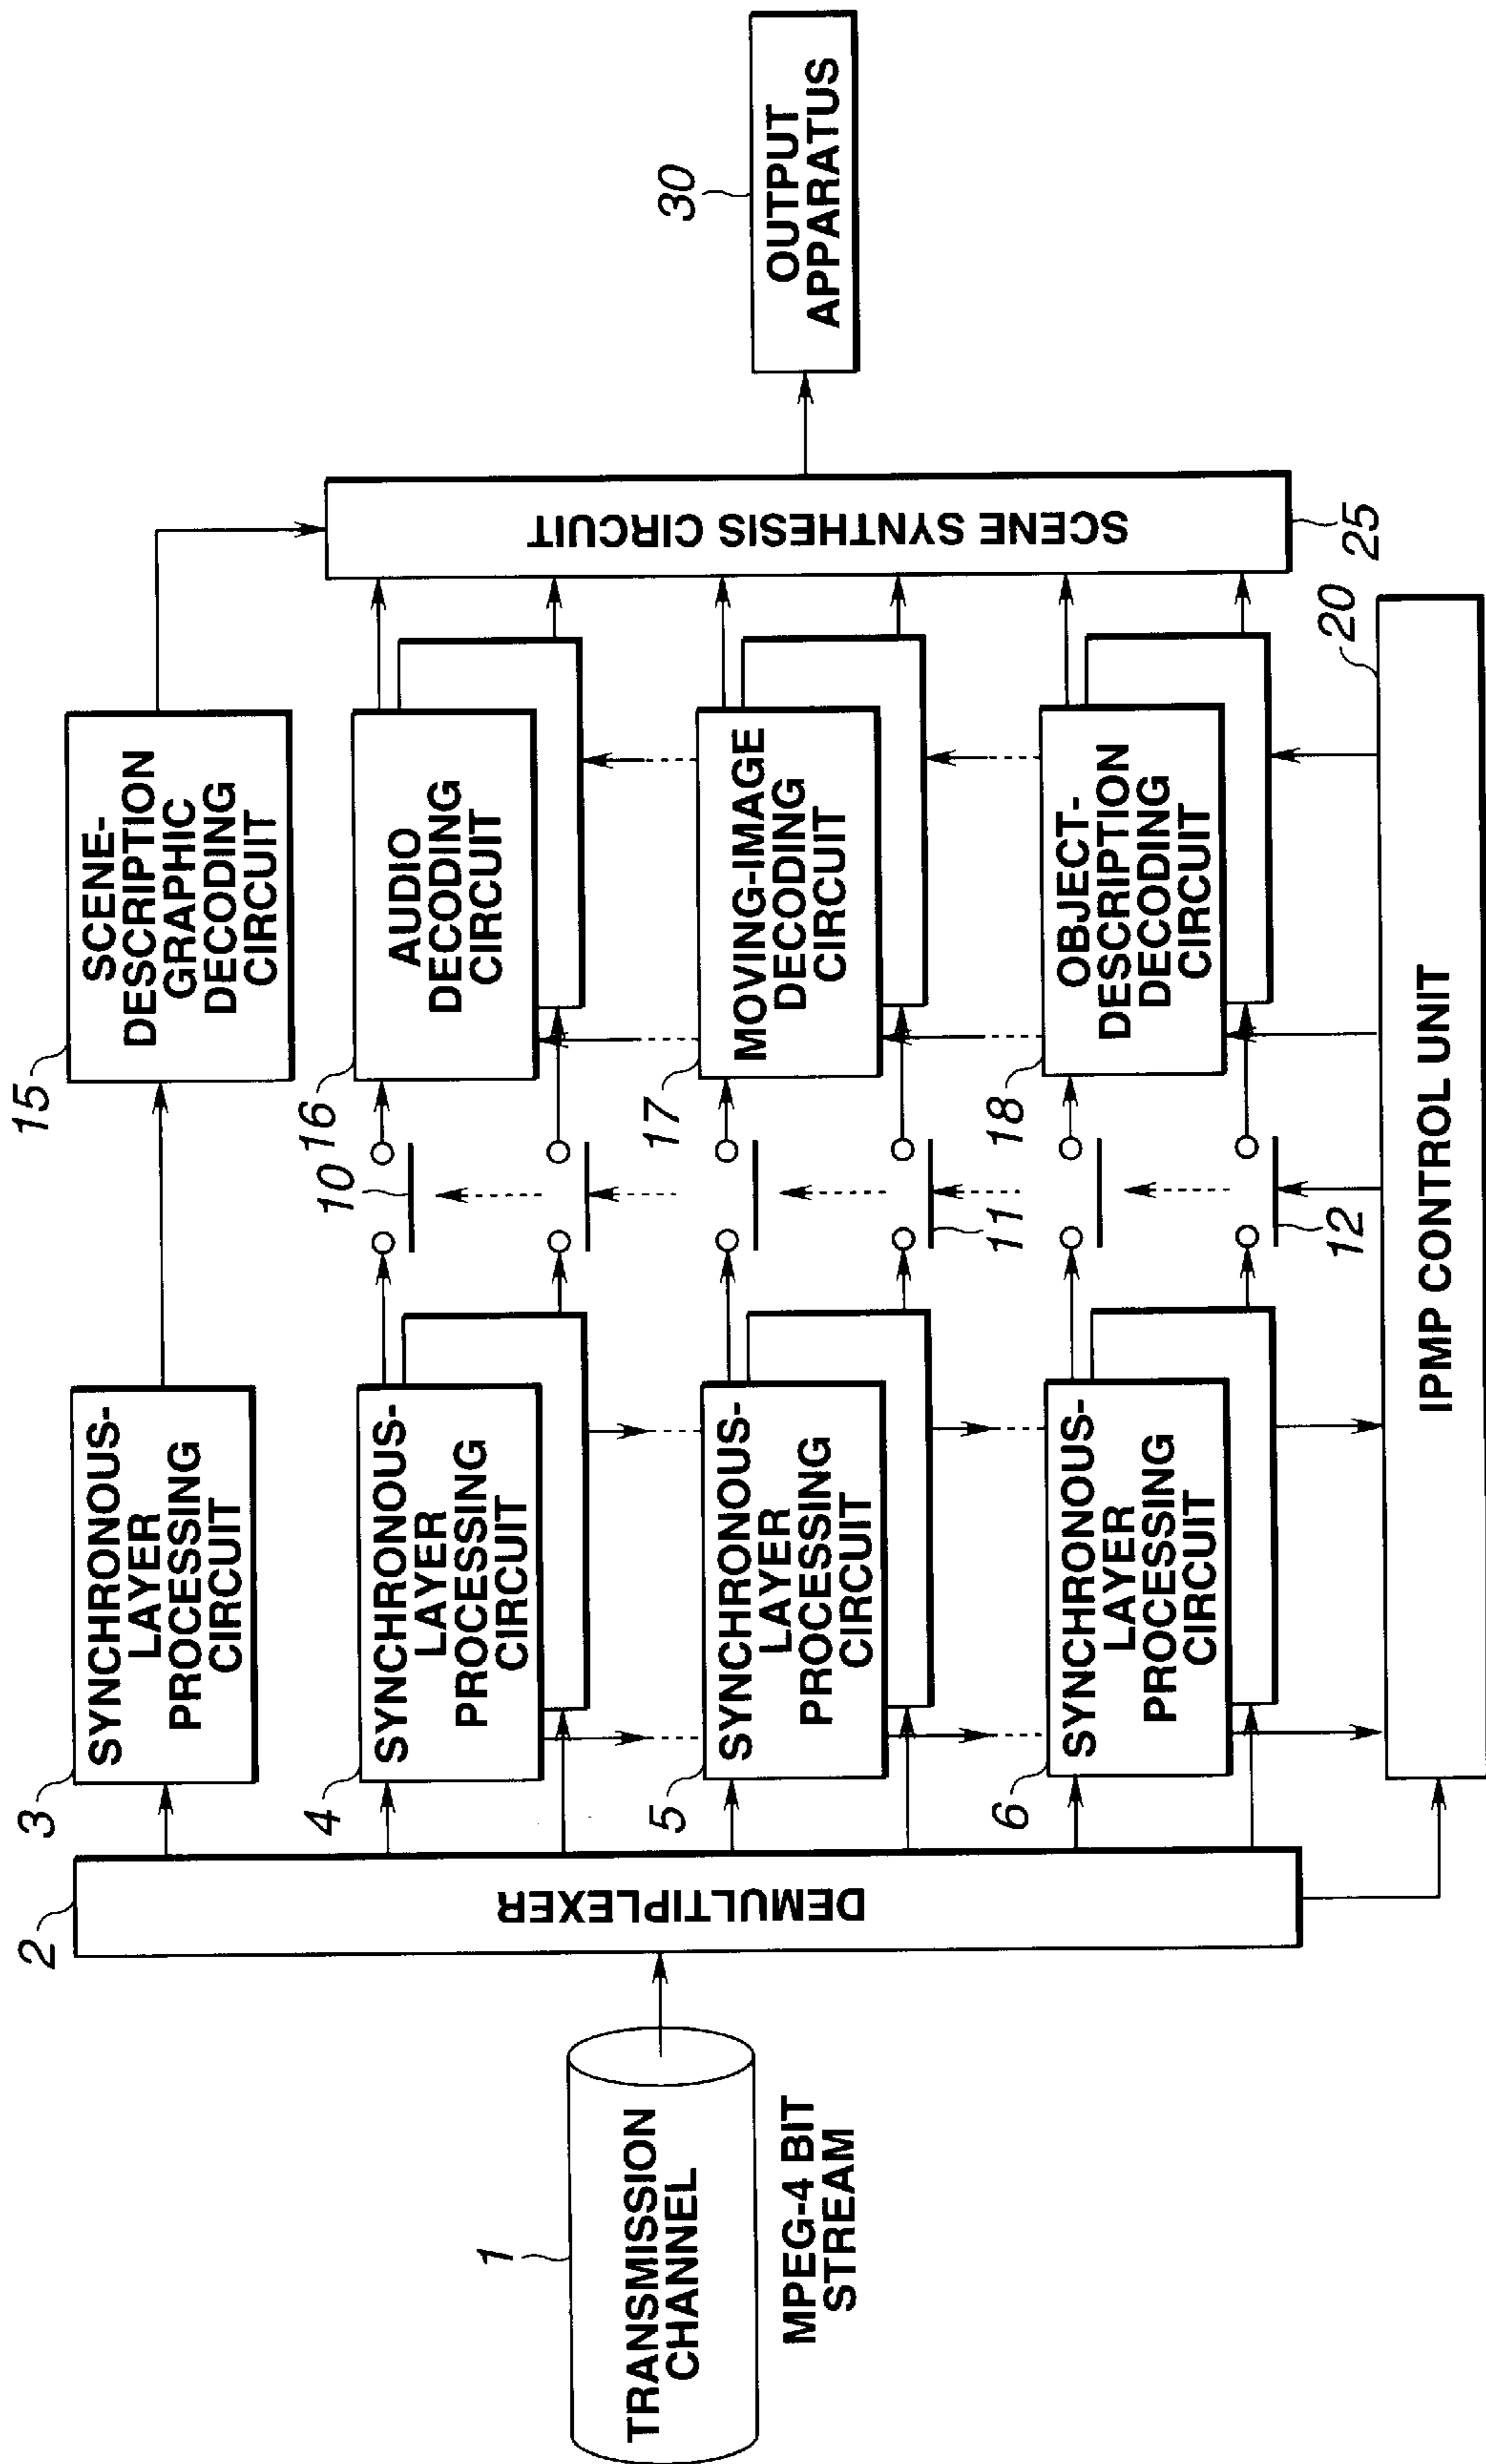 1
TRANSMISSION
CHANNEL
MPEG-4 BIT
STREAM
2
DEMULTIPLEXER
3
SYNCHRONOUS-
LAYER
PROCESSING
CIRCUIT
4
SYNCHRONOUS-
LAYER
PROCESSING
CIRCUIT
5
SYNCHRONOUS-
LAYER
PROCESSING
CIRCUIT
6
SYNCHRONOUS-
LAYER
PROCESSING
CIRCUIT
10
11
12
15
SCENE-
DESCRIPTION
GRAPHIC
DECODING
CIRCUIT
16
AUDIO
DECODING
CIRCUIT
17
MOVING-IMAGE
DECODING
CIRCUIT
18
OBJECT-
DESCRIPTION
DECODING
CIRCUIT
20
IPMP CONTROL UNIT
SCENE SYNTHESIS CIRCUIT
25
30
OUTPUT
APPARATUS